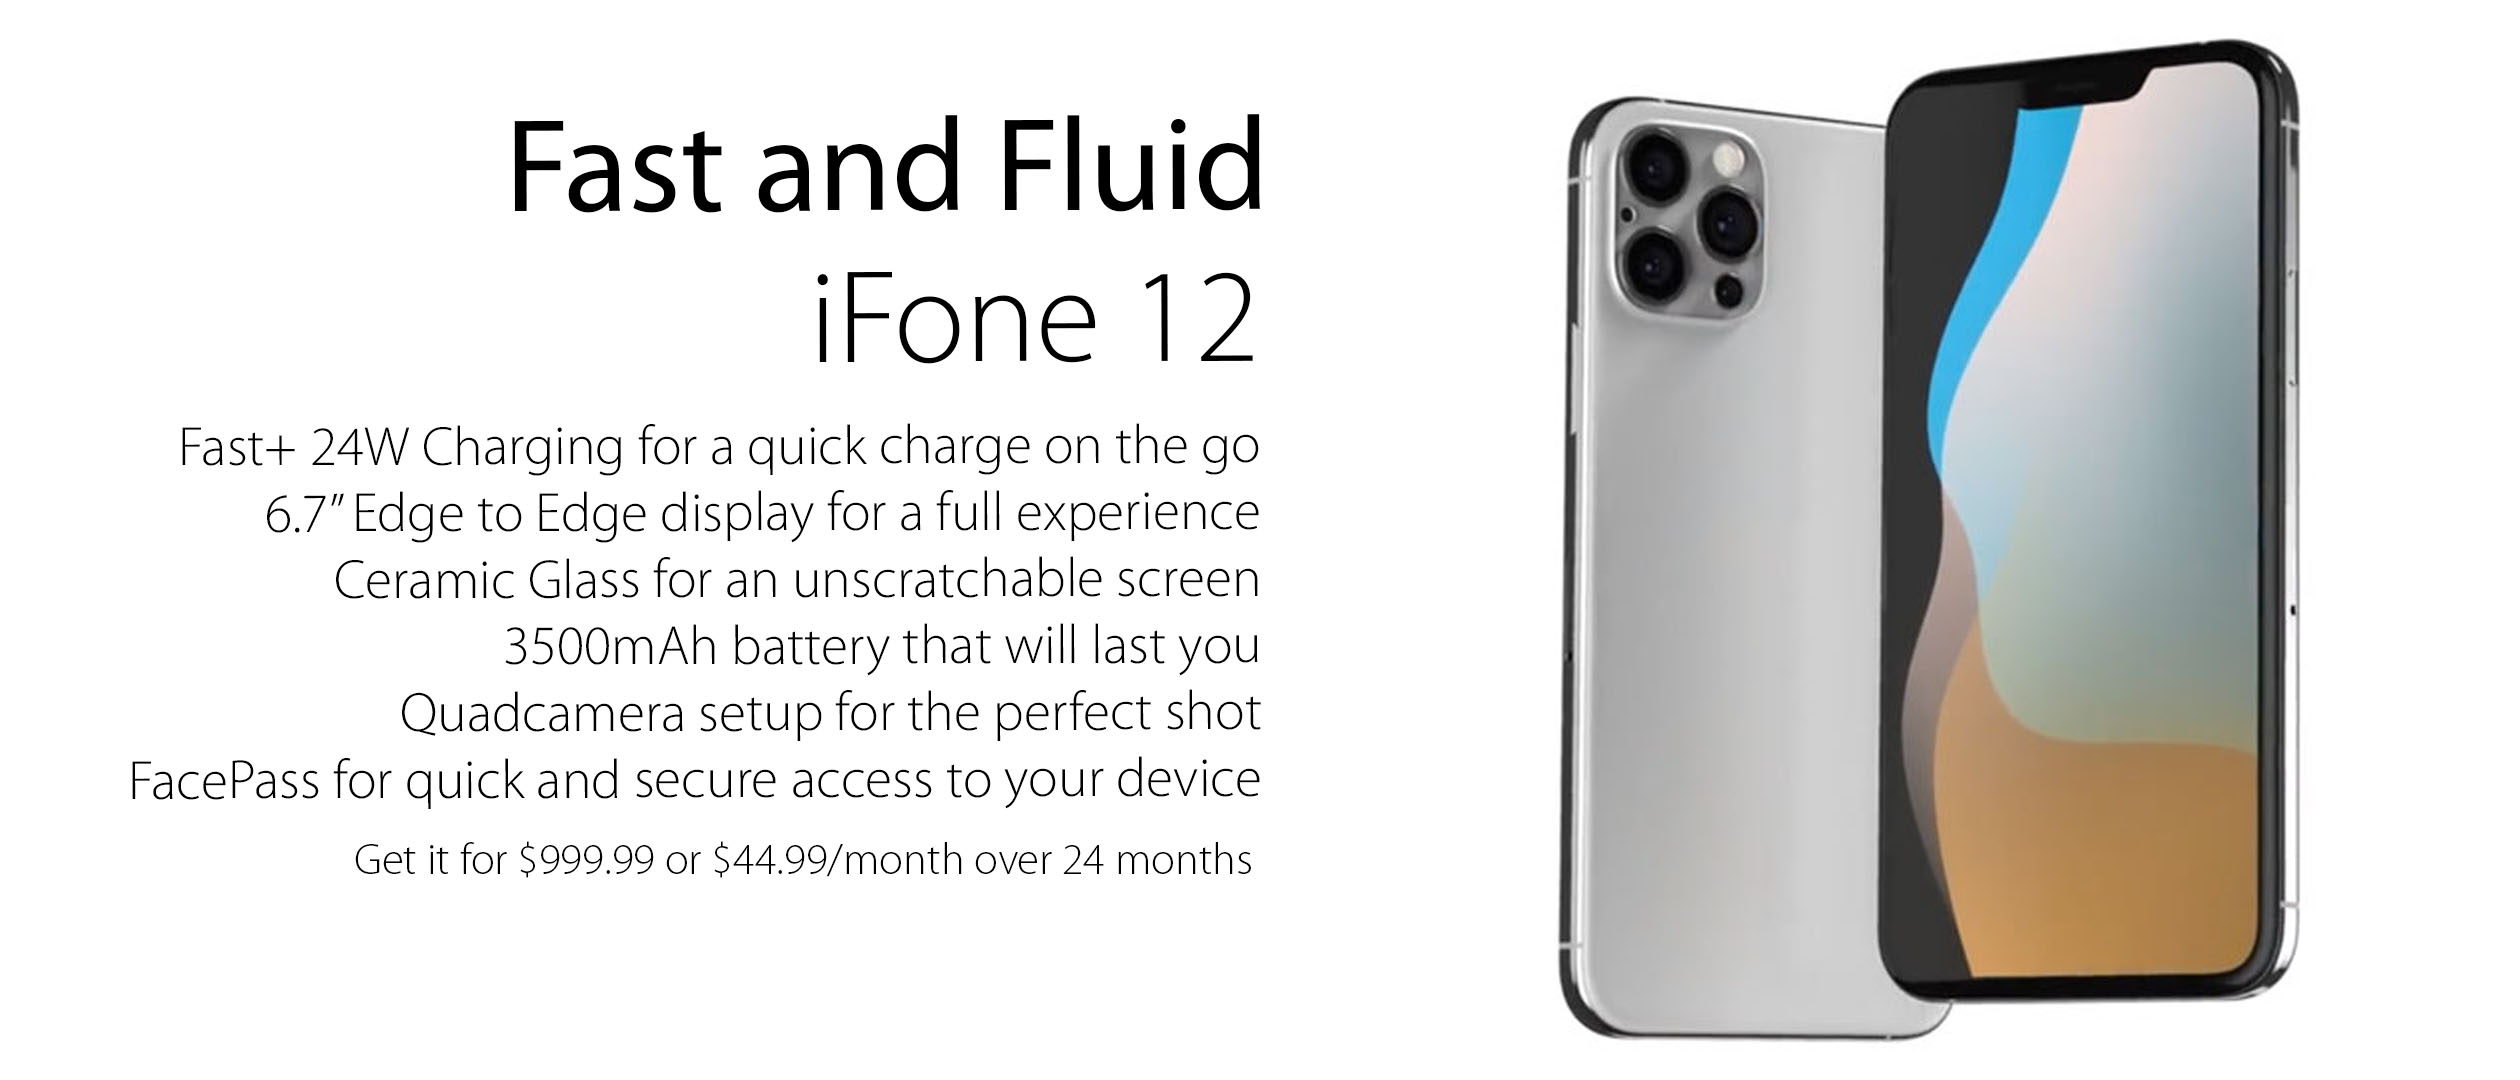 Fast and Fluid
iFone 12
Fast+ 24W Charging for a quick charge on the go
6.7" Edge to Edge display for a full experience
Ceramic Glass for an unscratchable screen
3500mAh battery that will last you
Quadcamera setup for the perfect shot
FacePass for quick and secure access to your device
Get it for $999.99 or $44.99/month over 24 months